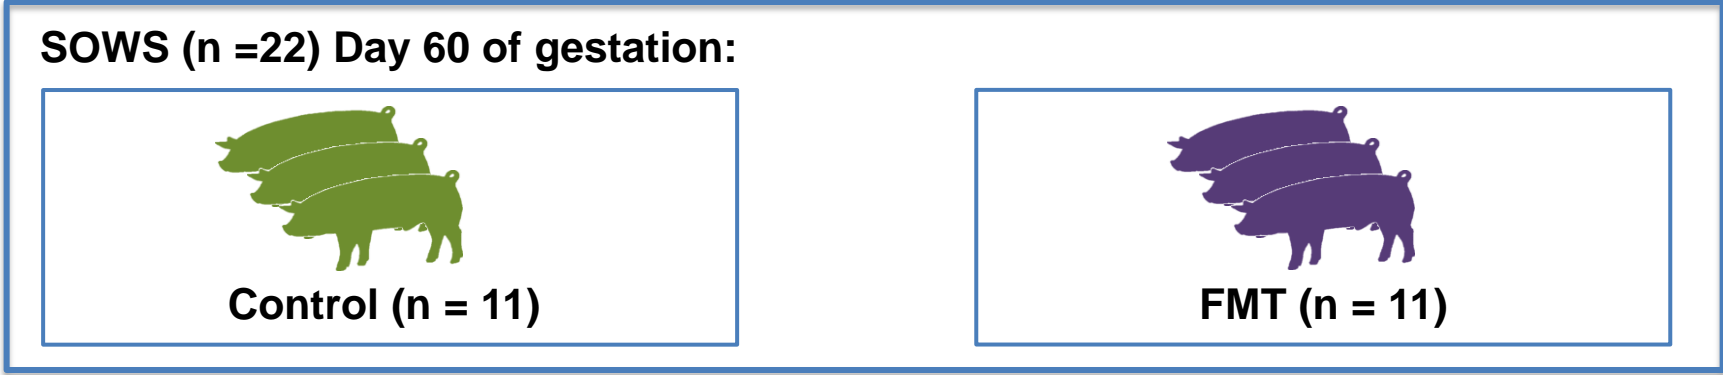 SOWS (n =22) Day 60 of gestation:
Control (n = 11)
FMT (n = 11)